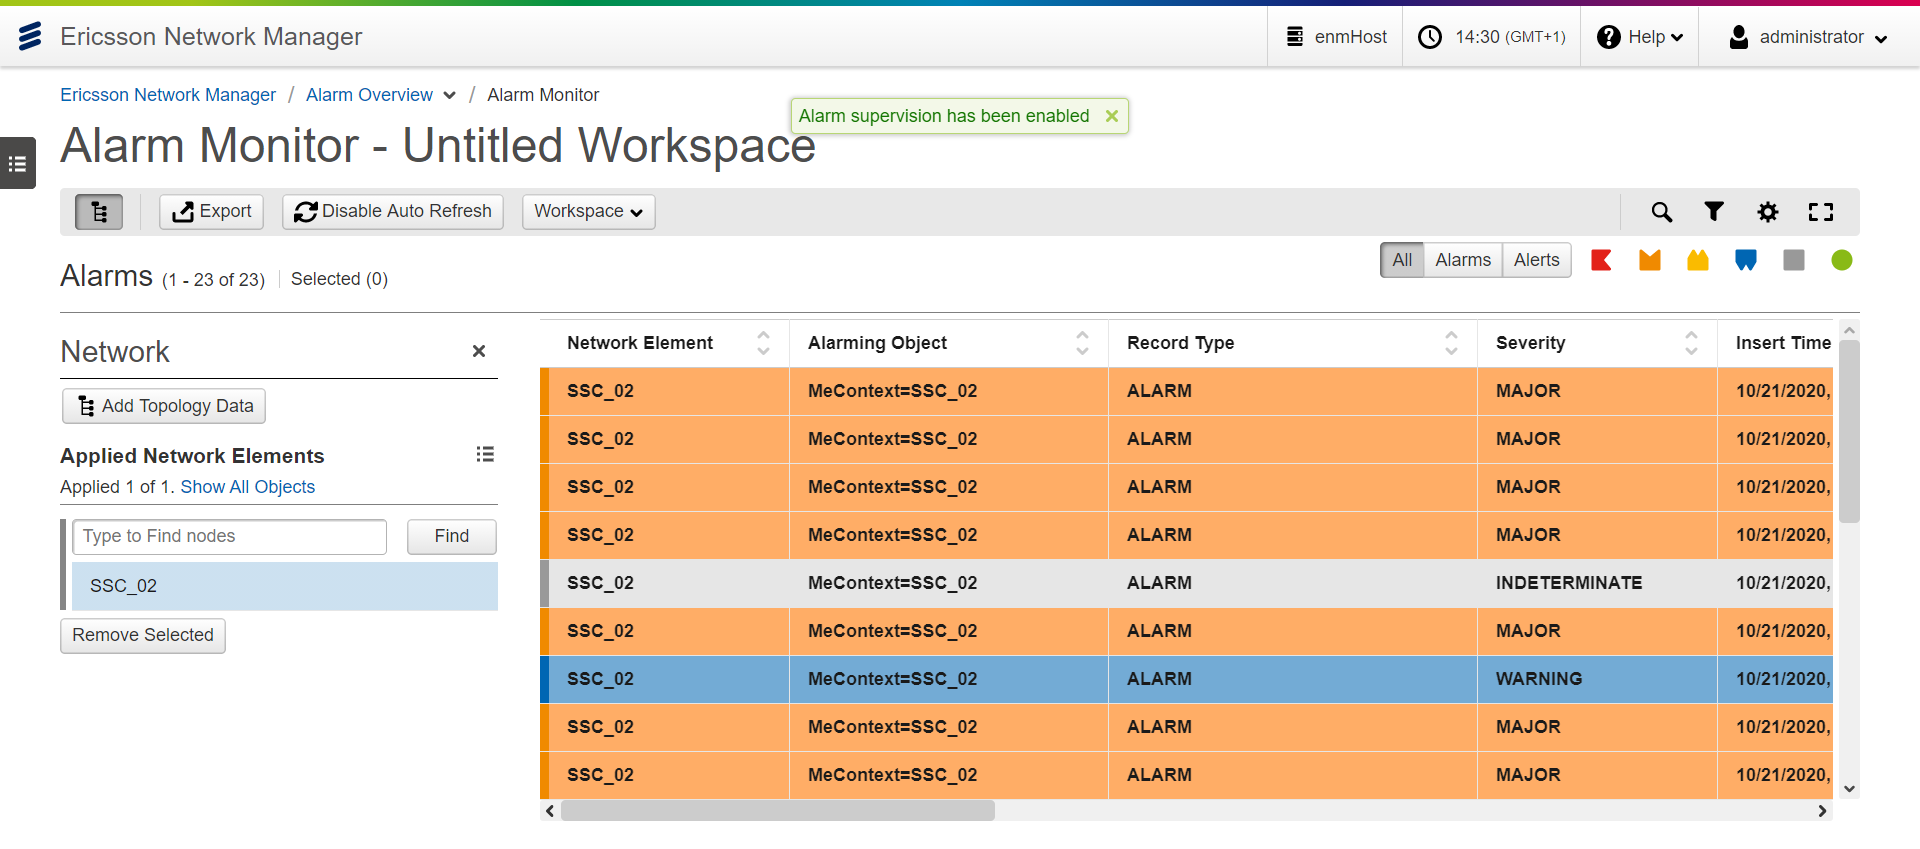 Ericsson Network Manager
enmHost
14:30 (GMT+1)
Help
administrator
Ericsson Network Manager / Alarm Overview / Alarm Monitor
Alarm supervision has been enabled
Alarm Monitor - Untitled Workspace
Export
Disable Auto Refresh
Workspace
Alarms (1 - 23 of 23) Selected (0)
All Alarms Alerts
Network
Add Topology Data
Applied Network Elements
Applied 1 of 1. Show All Objects
Type to Find nodes Find
SSC_02
Remove Selected
Network Element Alarming Object Record Type Severity Insert Time
SSC_02 MeContext=SSC_02 ALARM MAJOR 10/21/2020,
SSC_02 MeContext=SSC_02 ALARM MAJOR 10/21/2020,
SSC_02 MeContext=SSC_02 ALARM MAJOR 10/21/2020,
SSC_02 MeContext=SSC_02 ALARM MAJOR 10/21/2020,
SSC_02 MeContext=SSC_02 ALARM INDETERMINATE 10/21/2020,
SSC_02 MeContext=SSC_02 ALARM MAJOR 10/21/2020,
SSC_02 MeContext=SSC_02 ALARM WARNING 10/21/2020,
SSC_02 MeContext=SSC_02 ALARM MAJOR 10/21/2020,
SSC_02 MeContext=SSC_02 ALARM MAJOR 10/21/2020,